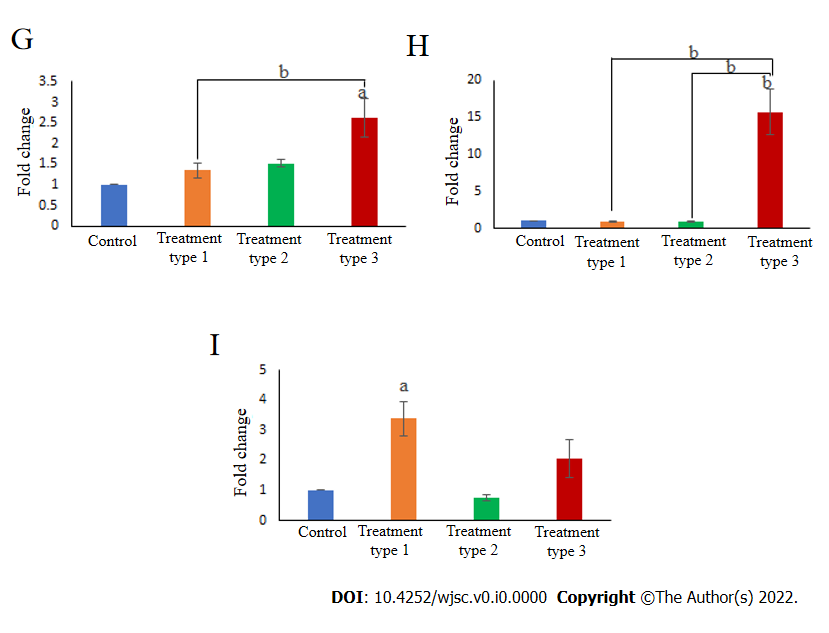 G
Fold change
3.5
3
2.5
2
1.5
1
0.5
0
b
a
Control
Treatment type 1
Treatment type 2
Treatment type 3
H
Fold change
20
15
10
5
0
b
b
b
Control
Treatment type 1
Treatment type 2
Treatment type 3
I
Fold change
5
4
3
2
1
0
a
Control
Treatment type 1
Treatment type 2
Treatment type 3
DOI: 10.4252/wjsc.v0.i0.0000 Copyright ©The Author(s) 2022.